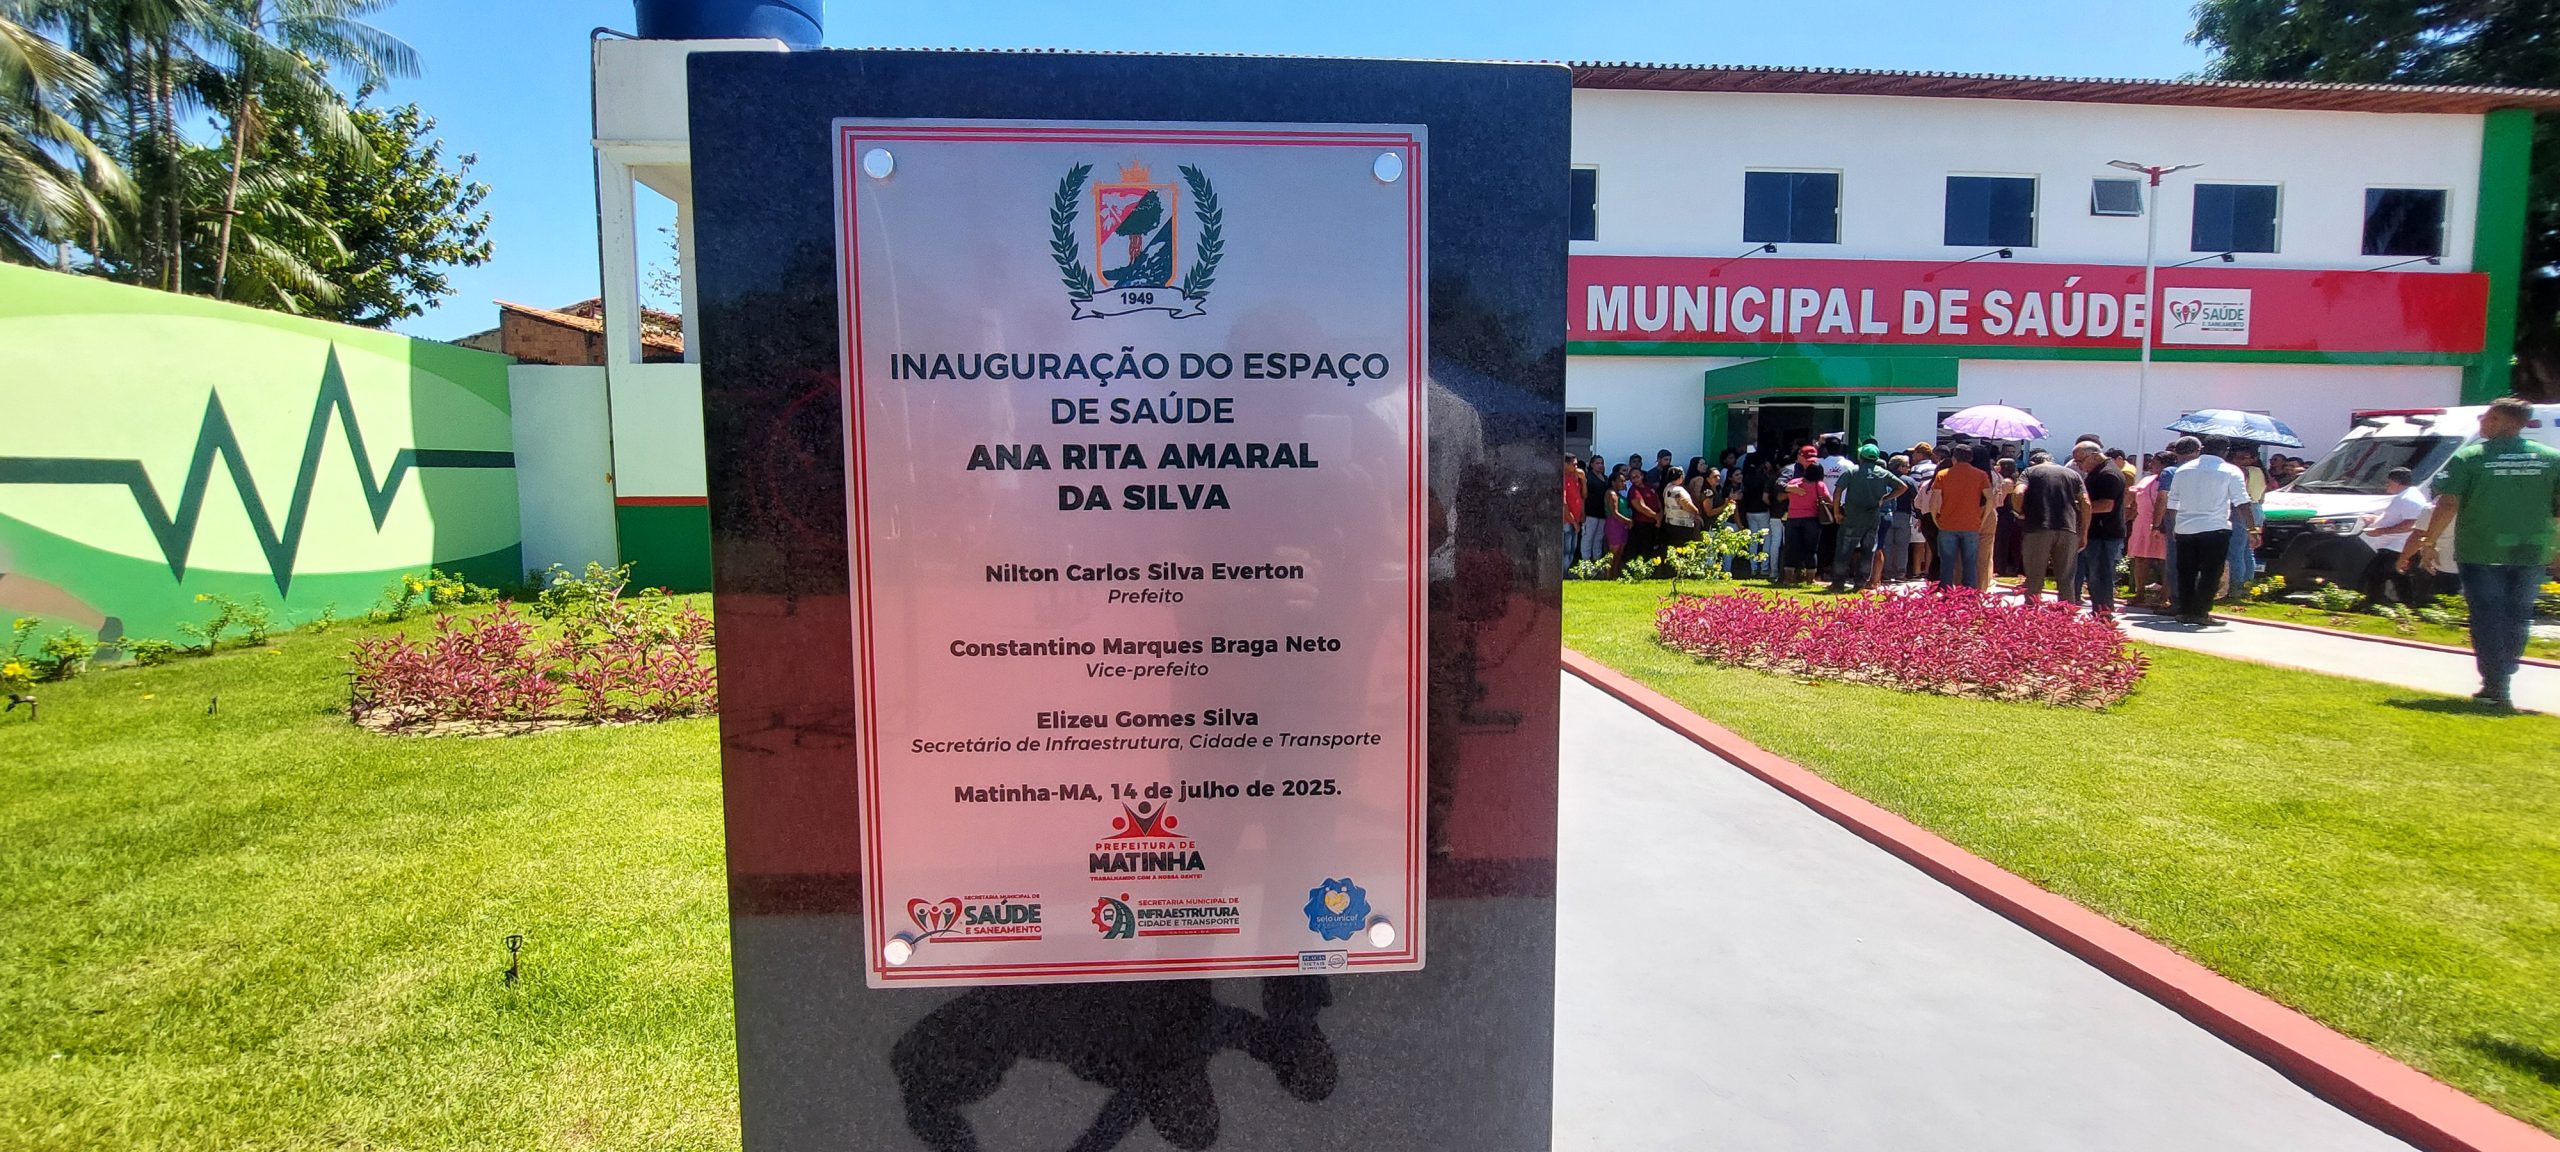 1949
INAUGURAÇÃO DO ESPAÇO
DE SAÚDE
ANA RITA AMARAL
DA SILVA
Nilton Carlos Silva Everton
Prefeito
Constantino Marques Braga Neto
Vice-prefeito
Elizeu Gomes Silva
Secretário de Infraestrutura, Cidade e Transporte
Matinha-MA, 14 de julho de 2025.
PREFEITURA DE
MATINHA
TRABALHANDO COM A NOSSA GENTE!
SECRETARIA MUNICIPAL DE
SAÚDE
E SANEAMENTO
SECRETARIA MUNICIPAL DE
INFRAESTRUTURA
CIDADE E TRANSPORTE
selo unicef
A MUNICIPAL DE SAÚDE
SAÚDE
E SANEAMENTO